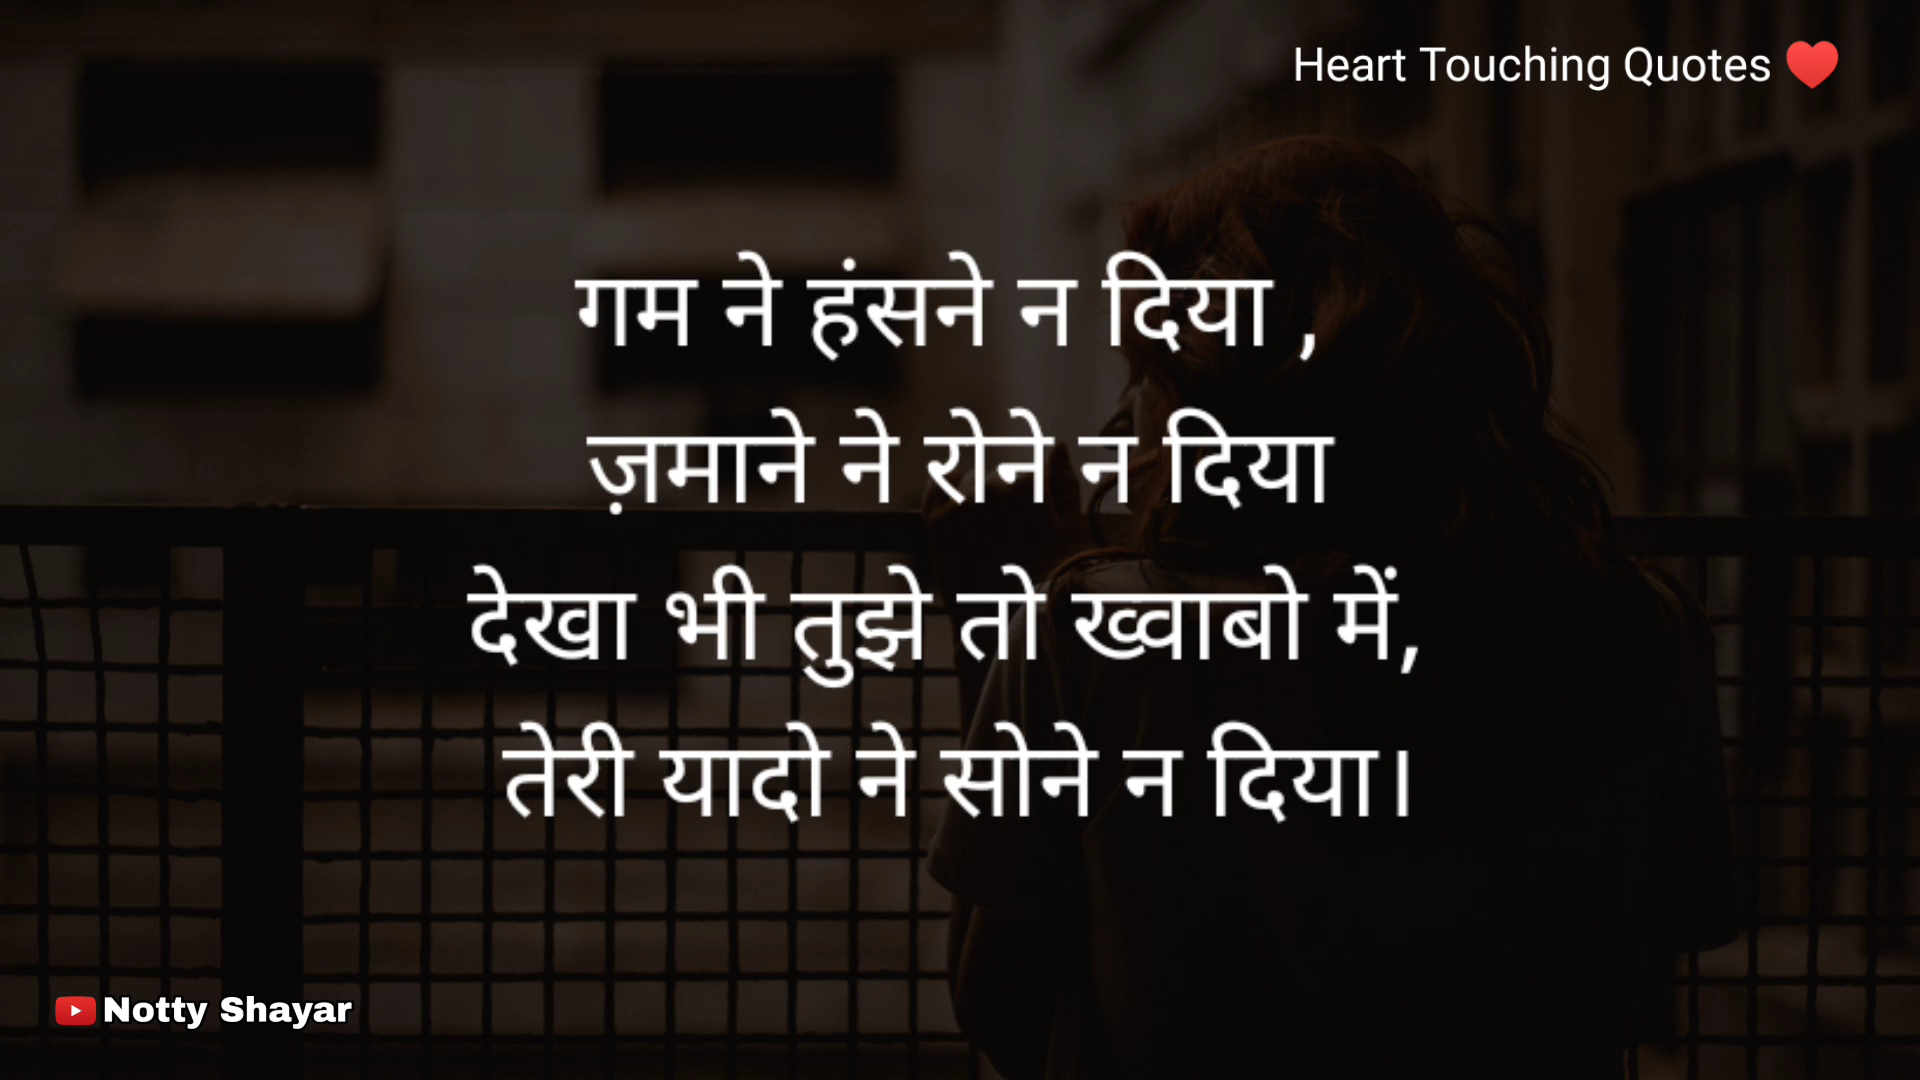 Heart Touching Quotes ❤️
गम ने हंसने न दिया ,
ज़माने ने रोने न दिया
देखा भी तुझे तो ख्वाबो में,
तेरी यादो ने सोने न दिया।
Notty Shayar